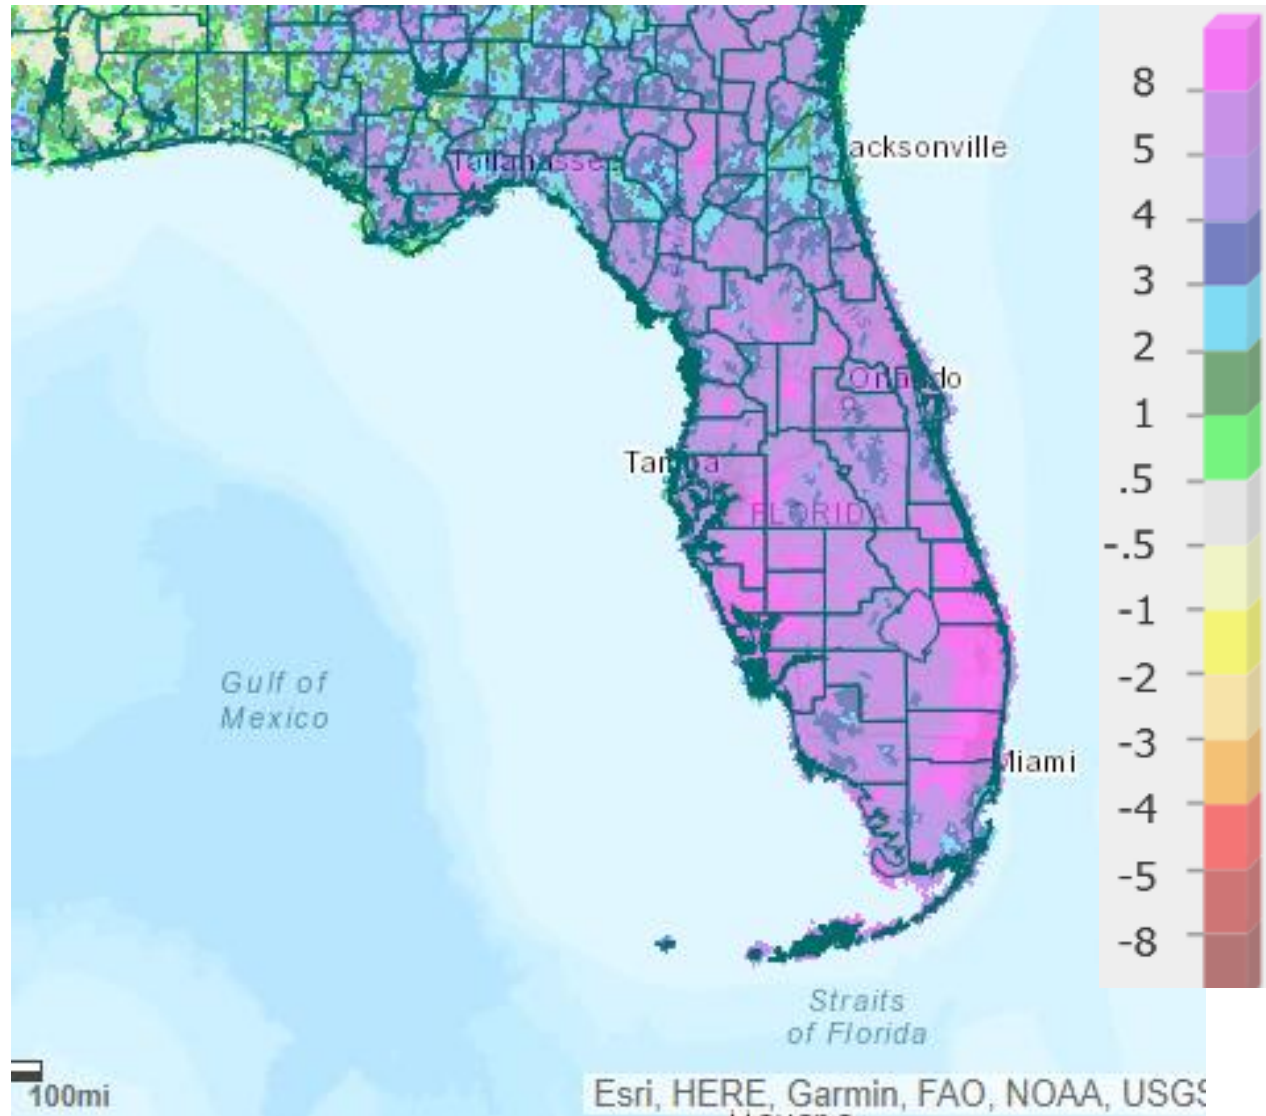 Tallahasse
acksonville
Orlando
Tampa
FLORIDA
Gulf of
Mexico
Miami
Straits
of Florida
100mi
Esri, HERE, Garmin, FAO, NOAA, USGS
8
5
4
3
2
1
.5
-.5
-1
-2
-3
-4
-5
-8